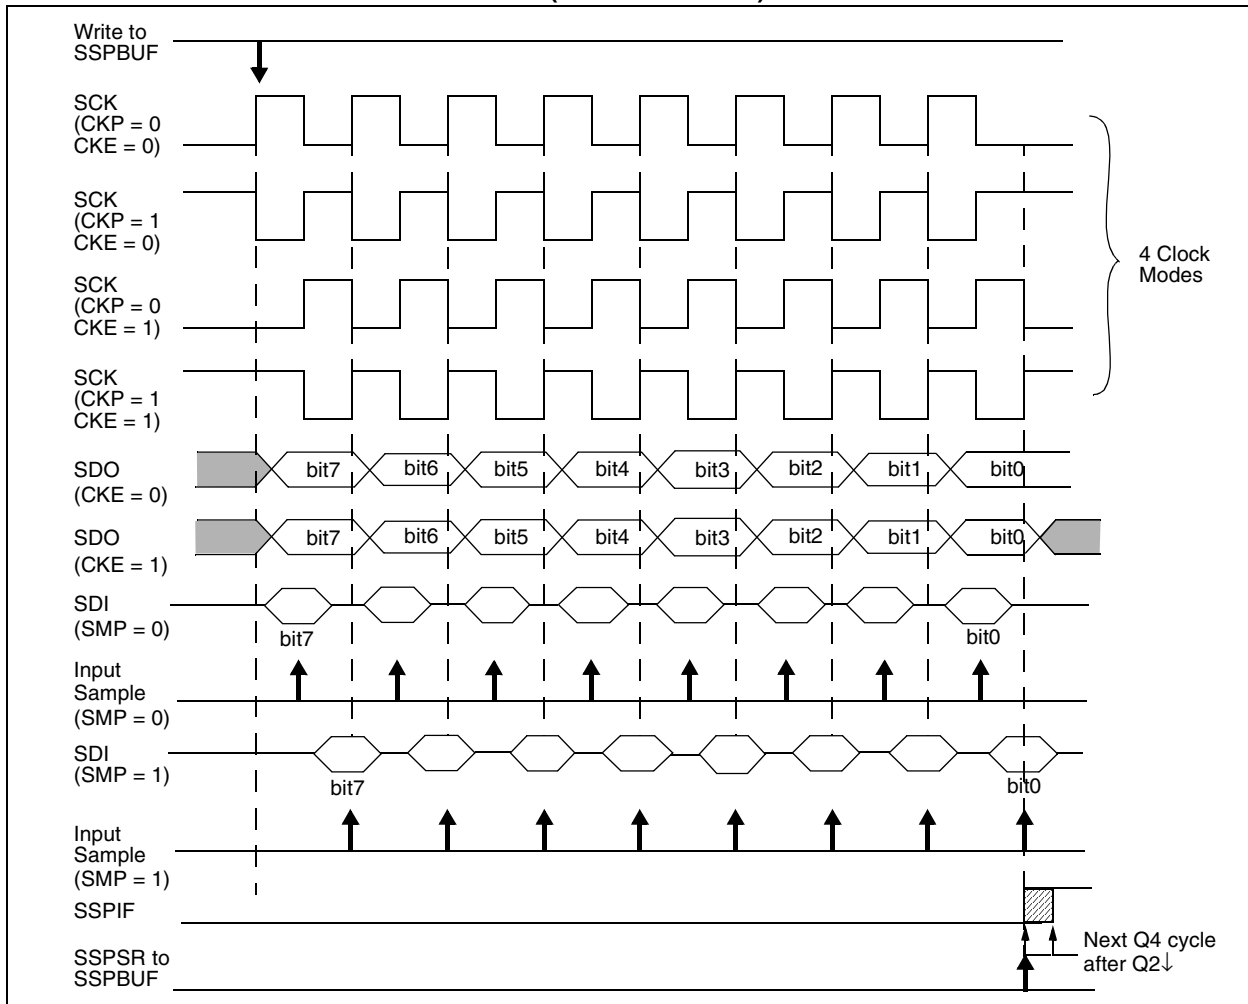 Write to
SSPBUF
SCK
(CKP = 0
CKE = 0)
SCK
(CKP = 1
CKE = 0)
4 Clock
Modes
SCK
(CKP = 0
CKE = 1)
SCK
(CKP = 1
CKE = 1)
SDO
(CKE = 0)
bit7 bit6 bit5 bit4 bit3 bit2 bit1 bit0
SDO
(CKE = 1)
bit7 bit6 bit5 bit4 bit3 bit2 bit1 bit0
SDI
(SMP = 0)
bit7 bit0
Input
Sample
(SMP = 0)
SDI
(SMP = 1)
bit7 bit0
Input
Sample
(SMP = 1)
SSPIF
SSPSR to
SSPBUF
Next Q4 cycle
after Q2↓